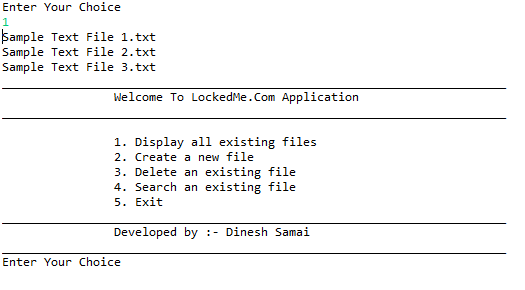 Enter Your Choice
1
Sample Text File 1.txt
Sample Text File 2.txt
Sample Text File 3.txt
Welcome To LockedMe.Com Application
1. Display all existing files
2. Create a new file
3. Delete an existing file
4. Search an existing file
5. Exit
Developed by :- Dinesh Samai
Enter Your Choice